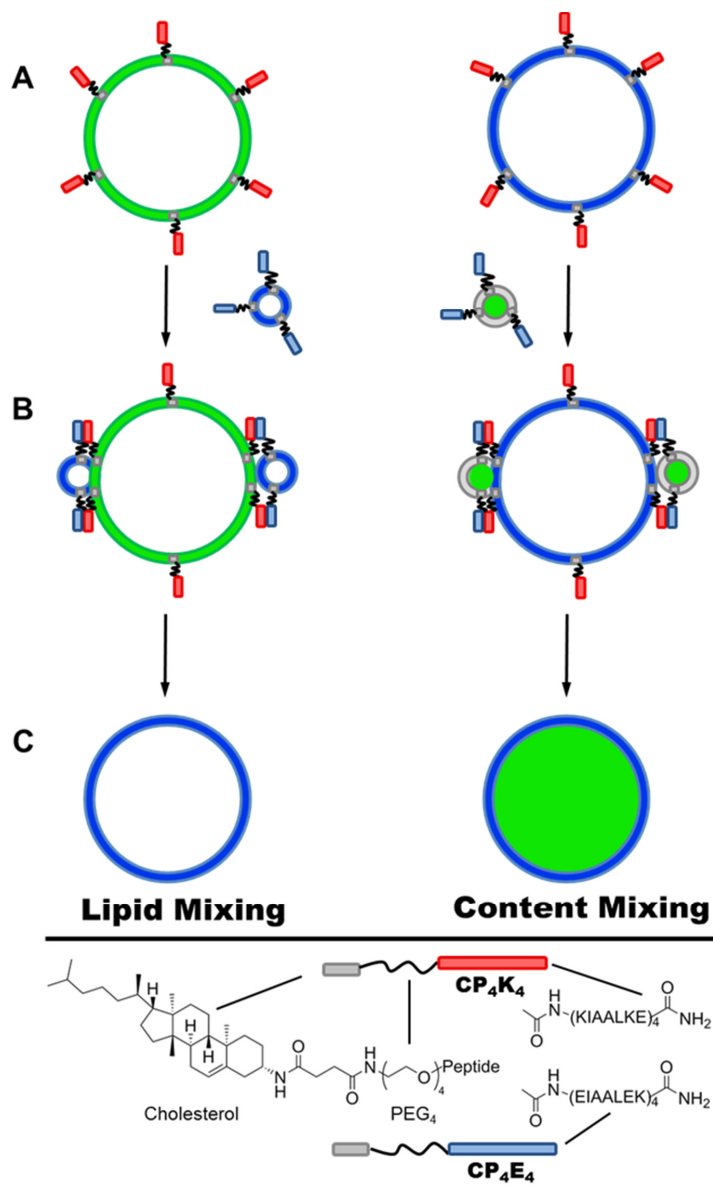 A
B
C
Lipid Mixing
Content Mixing
CP₄K₄
H
N-(KIAALKE)₄
O
NH₂
O
H
H
H
N
H
O
O
H
N
O
4
Peptide
Cholesterol
PEG₄
H
N-(EIAALEK)₄
O
NH₂
O
CP₄E₄